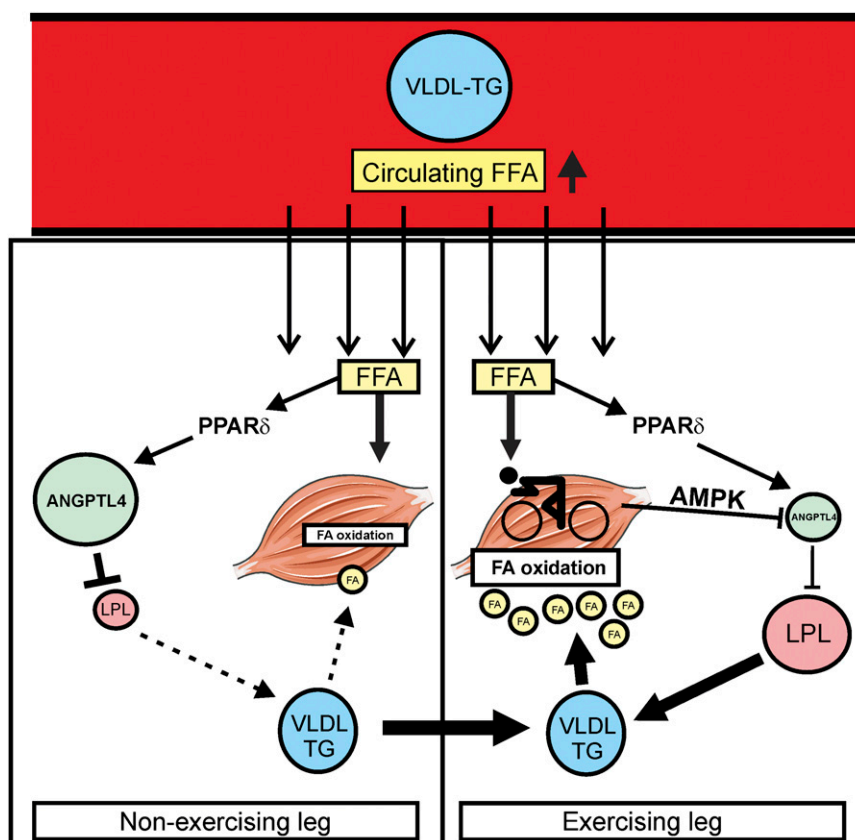 VLDL-TG
Circulating FFA
FFA
PPARδ
ANGPTL4
LPL
FA oxidation
FA
VLDL
TG
Non-exercising leg
FFA
PPARδ
AMPK
ANGPTL4
LPL
FA oxidation
FA
FA
FA
FA
FA
FA
FA
VLDL
TG
Exercising leg